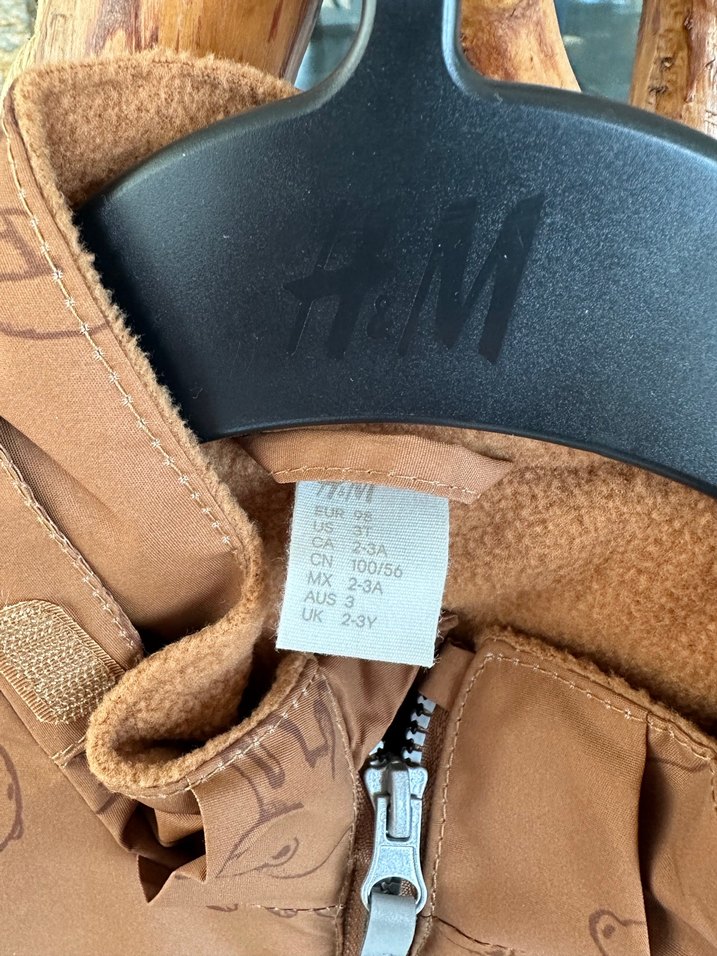 H&M
H&M
EUR 98
US 3T
CA 2-3A
CN 100/56
MX 2-3A
AUS 3
UK 2-3Y